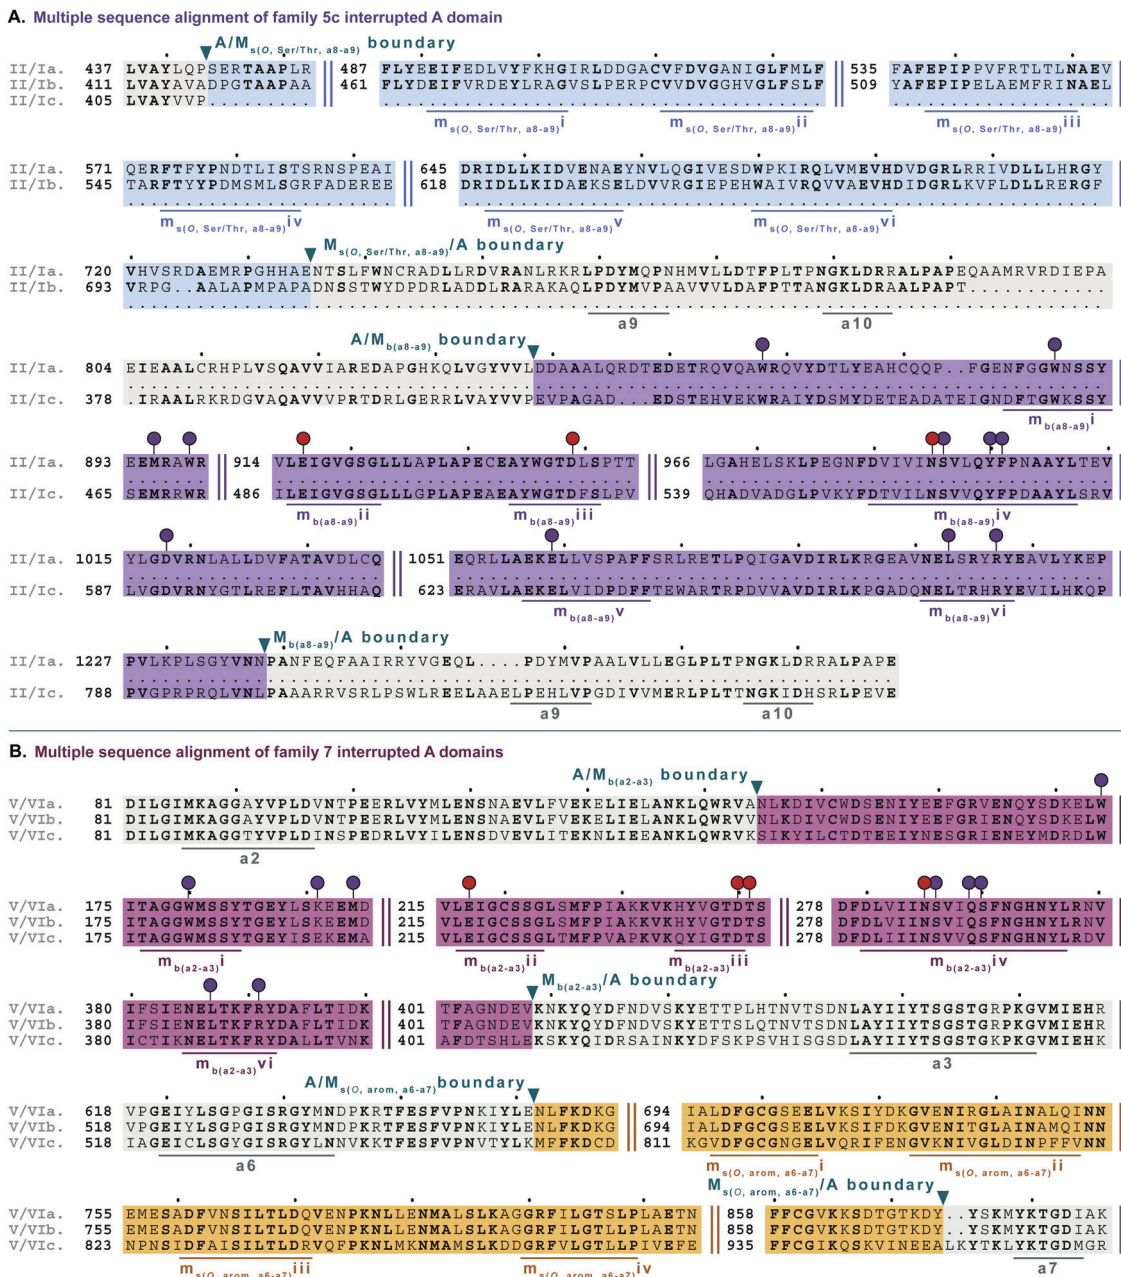 A. Multiple sequence alignment of family 5c interrupted A domain
A/Ms(O, Ser/Thr, a8-a9) boundary
II/Ia. 437 LVAYLQPSERTAAPLR 487 FLYEEIFEDLVYFKHGIRLDDGACVFDVGANIGLFMLF 535 FAFEPIPPVFRTLTLNAEV
II/Ib. 411 LVAYAVADPGTAAPAA 461 FLYDEIFVRDEYLRAGVSLPERPCVVDVGGHVGLFSLF 509 YAFEPIPELAEMFRINAEL
II/Ic. 405 LVAYVVP
ms(O, Ser/Thr, a8-a9)i ms(O, Ser/Thr, a8-a9)ii ms(O, Ser/Thr, a8-a9)iii
II/Ia. 571 QERFTFYPNDTLISTSRNSPEAI 645 DRIDLLKIDVENAEYNVLQGIVESDWPKIRQLVMEVHDVDGRLRRIVDLLLHRGY
II/Ib. 545 TARFTYYPDMSMLSGRFADEREE 618 DRIDLLKIDAEKSELDVVRGIEPEHWAIVRQVVAEVHDIDGRLKVFLDLLRERGF
ms(O, Ser/Thr, a8-a9)iv ms(O, Ser/Thr, a8-a9)v ms(O, Ser/Thr, a8-a9)vi
Ms(O, Ser/Thr, a8-a9)/A boundary
II/Ia. 720 VHVSRDAEMRPGHHAENTSLFWNCRADLLRDVRANLRKRLPDYMQPNHMVLLDTFPLTPNGKLDRRALPAPEQAAMRVRDIEPA
II/Ib. 693 VRPG..AALAPMPAPADNSSTWYDPDRLADDLRARAKAQLPDYMVPAAVVVLDAFPTTANGKLDRAALPAPT............
a9 a10
A/Mb(a8-a9) boundary
II/Ia. 804 EIEAALCRHPLVSQAVVIAREDAPGHKQLVGYVVLDDAAALQRDTEDETRQVQAWRQVYDTLYEAHCQQP..FGENFGGWNSSY
II/Ic. 378 .IRAALRKRDGVAQAVVVPRTDRLGERRLVAYVVPEVPAGAD...EDSTEHVEKWRAIYDSMYDETEADATEIGNDFTGWKSSY
mb(a8-a9)i
II/Ia. 893 EEMRAWR 914 VLEIGVGSGLLLAPLAPECEAYWGTDLSPTT 966 LGAHELSKLPEGNFDVIVINSVLQYFPNAAYLTEV
II/Ic. 465 SEMRRWR 486 ILEIGVGSGLLLGPLAPEAEAYWGTDFSLPV 539 QHADVADGLPVKYFDTVILNSVVQYFPDAAYLSRV
mb(a8-a9)ii mb(a8-a9)iii mb(a8-a9)iv
II/Ia. 1015 YLGDVRNLALLDVFATAVDLCQ 1051 EQRLLAEKELLVSPAFFSRLRETLPQIGAVDIRLKRGEAVNELSRYRYEAVLYKEP
II/Ic. 587 LVGDVRNYGTLREFLTAVHHAQ 623 ERAVLAEKELVIDPDFFTEWARTRPDVVAVDIRLKPGADQNELTRHRYEVILHKQP
mb(a8-a9)v mb(a8-a9)vi
Mb(a8-a9)/A boundary
II/Ia. 1227 PVLKPLSGYVNNPANFEQFAAIRRYVGEQL....PDYMVPAALVLLEGLPLTPNGKLDRRALPAPE
II/Ic. 788 PVGPRPRQLVNLPAAARRVSRLPSWLREELAAELPEHLVPGDIVVMERLPLTTNGKIDHSRLPEVE
a9 a10
B. Multiple sequence alignment of family 7 interrupted A domains
A/Mb(a2-a3) boundary
V/VIa. 81 DILGIMKAGGAYVPLDVNTPEERLVYMLENSNAEVLFVEKELIELANKLQWRVANLKDIVCWDSENIYEEFGRVENQYSDKELW
V/VIb. 81 DILGIMKAGGAYVPLDINTPEERLVYMLENSNAEVLFVEKELIELANKLQWRVVNLKDIVCWDSENIYEESGRIENQYSDKELW
V/VIc. 81 DILGIMKAGGTYVPLDINSPEDRLVYILENSDVEVLITEKNLIEEANKLQWRVKSIKYILCTDTEEIYNESGRIENEYMDRDLW
a2
V/VIa. 175 ITAGGWMSSYTGEYLSKEEMD 215 VLEIGCSSGLSMFPIAKKVKHYVGTDTS 278 DFDLVIINSVIQSFNGHNYLRNV
V/VIb. 175 ITAGGWMSSYTGEYLSKEEMD 215 VLEIGCSSGLSMFPIAKKVKHYVGTDTS 278 DFDLVIINSVIQSFNGHNYLRNV
V/VIc. 175 ITAGGWMSSYTGEYISEKEMA 215 VLEIGCSSGLTMFPVAPKVKQYIGTDTS 278 DFDLIIINSVVQSFNGHNYLRDV
mb(a2-a3)i mb(a2-a3)ii mb(a2-a3)iii mb(a2-a3)iv
Mb(a2-a3)/A boundary
V/VIa. 380 IFSIENELTKFRYDAFLTIDK 401 TFAGNDEVKNKYQYDFNDVSKYETTPLHTNVTSDNLAYIIYTSGSTGRPKGVMIEHR
V/VIb. 380 IFSIENELTKFRYDAFLTIDK 401 TFAGNDEVKNKYQYDFNDVSKYETTSLQTNVTSDNLAYIIYTSGSTGRPKGVMIEHR
V/VIc. 380 ICTIKNELTKFRYDALLTVNK 401 AFDTSHLEKSKYQIDRSAINKYDMFKPSVHISGSDLAYIIYTSGSTGKPKGVMIEHK
mb(a2-a3)vi a3
A/Ms(O, arom, a6-a7) boundary
V/VIa. 618 VPGEIYLSGPGISRGYMNDPKRTFESFVPNKIYLENLFKDKG 694 IALDFGCGSEELVKSIYDKGVENIRGLAINALQINN
V/VIb. 518 VPGEIYLSGPGISRGYMNDPKRTFESFVPNKIYLENLFKDKG 694 IALDFGCGSEELVKSIFDKGVENITGLAINAMQINN
V/VIc. 518 IAGEICLSGYGISRGYLNNVKKTFESFVPNVTYLKMFFKDCD 811 KGVDFGCGNGELVQRIFENGVKNIVGLDINPFFVNN
a6 ms(O, arom, a6-a7)i ms(O, arom, a6-a7)ii
Ms(O, arom, a6-a7)/A boundary
V/VIa. 755 EMESADFVNSILTLDQVENPKNLLENMALSLKAGGRFILGTSLPLAETN 858 FFCGVKKSDTGTKDY..YSKMYKTGDIAK
V/VIb. 755 EMESADFVNSILTLDQVENPKNLLENMALSLKAGGRFILGTSLPLAETN 858 FFCGVKKSDTGTKDY..YSKMYKTGDIAK
V/VIc. 823 NPNSIDFAISILTLDRVQFPKNLMKNMAMSLKDDGRFVLGTLLPIVEFE 935 FFCGIKQSKVINEEALKYTKLYKTGDMGR
ms(O, arom, a6-a7)iii ms(O, arom, a6-a7)iv a7